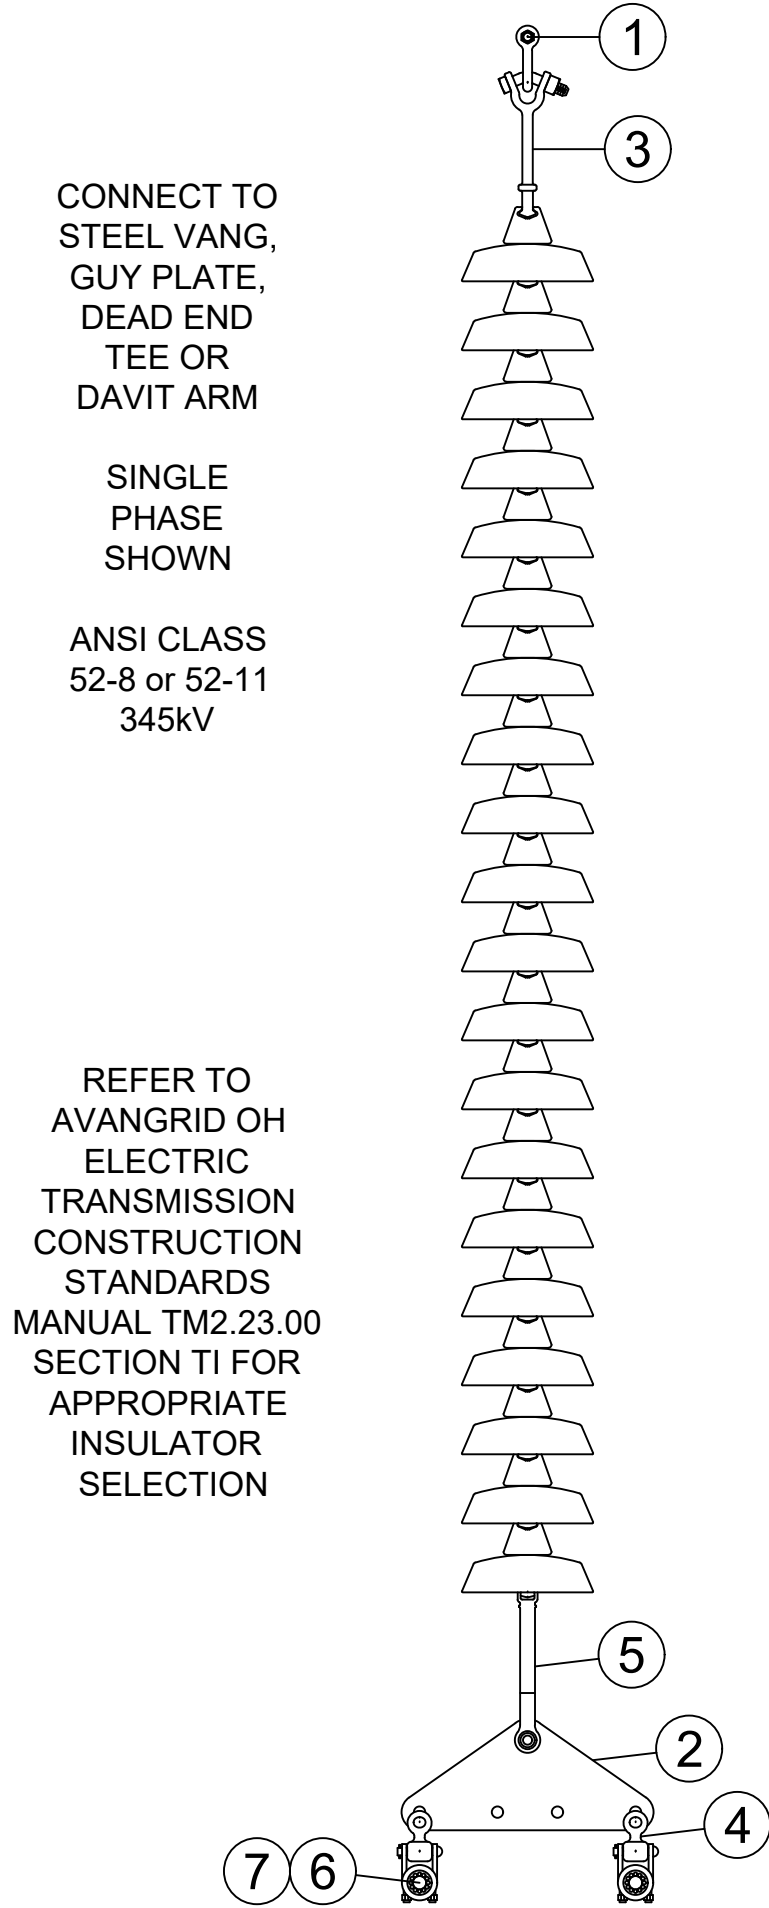 1
3
CONNECT TO
STEEL VANG,
GUY PLATE,
DEAD END
TEE OR
DAVIT ARM
SINGLE
PHASE
SHOWN
ANSI CLASS
52-8 or 52-11
345kV
REFER TO
AVANGRID OH
ELECTRIC
TRANSMISSION
CONSTRUCTION
STANDARDS
MANUAL TM2.23.00
SECTION TI FOR
APPROPRIATE
INSULATOR
SELECTION
5
2
4
7 6